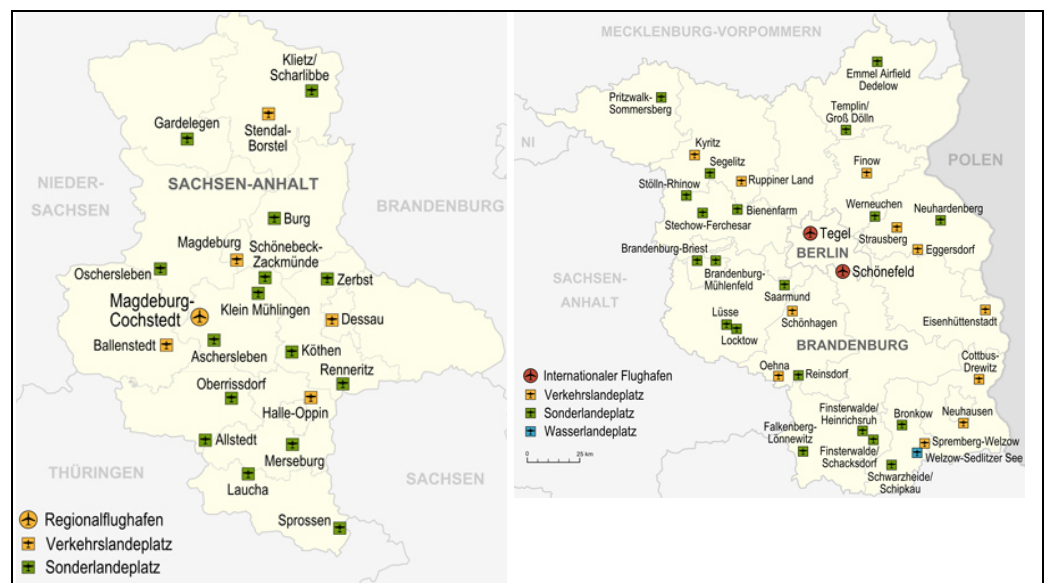 Klietz/
Scharlibbe
Gardelegen
Stendal-
Borstel
SACHSEN-ANHALT
NIEDER-
SACHSEN
BRANDENBURG
Burg
Magdeburg
Schönebeck-
Zackmünde
Oschersleben
Zerbst
Magdeburg-
Cochstedt
Klein Mühlingen
Dessau
Ballenstedt
Aschersleben
Köthen
Renneritz
Oberrissdorf
Halle-Oppin
Allstedt
Merseburg
THÜRINGEN
SACHSEN
Laucha
Sprossen
Regionalflughafen
Verkehrslandeplatz
Sonderlandeplatz
MECKLENBURG-VORPOMMERN
Emmel Airfield
Dedelow
Pritzwalk-
Sommersberg
Templin/
Groß Dölln
NI
Kyritz
Segelitz
Finow
POLEN
Stölln-Rhinow
Ruppiner Land
Bienenfarm
Stechow-Ferchesar
Werneuchen
Neuhardenberg
Strausberg
Tegel
BERLIN
Eggersdorf
Brandenburg-Briest
Brandenburg-
Mühlenfeld
Schönefeld
SACHSEN-
ANHALT
Saarmund
Lüsse
Locktow
Schönhagen
Eisenhüttenstadt
BRANDENBURG
Oehna
Reinsdorf
Cottbus-
Drewitz
Internationaler Flughafen
Verkehrslandeplatz
Sonderlandeplatz
Wasserlandeplatz
0
25 km
Finsterwalde/
Heinrichsruh
Bronkow
Neuhausen
Falkenberg-
Lönnewitz
Finsterwalde/
Schacksdorf
Spremberg-Welzow
Welzow-Sedlitzer See
Schwarzheide/
Schipkau